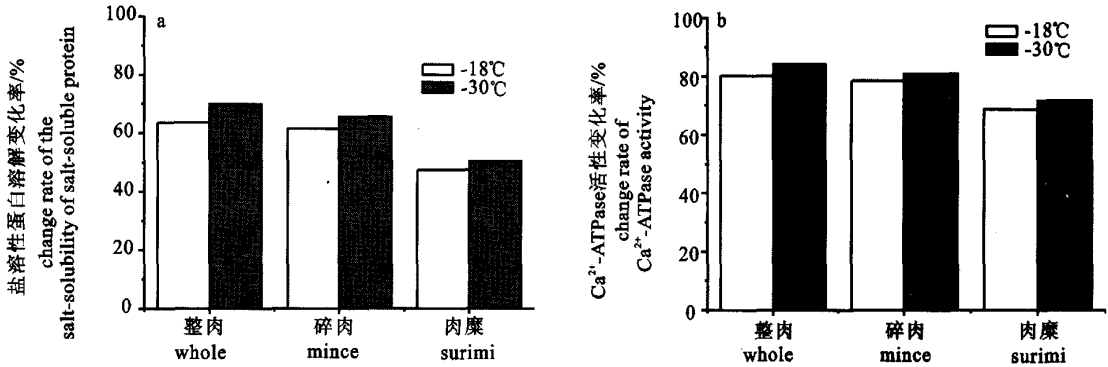 盐溶性蛋白溶解变化率/%
change rate of the
salt-solubility of salt-soluble protein
100
80
60
40
20
0
a
-18℃
-30℃
整肉
whole
碎肉
mince
肉糜
surimi
Ca²⁺-ATPase活性变化率/%
change rate of
Ca²⁺-ATPase activity
100
80
60
40
20
0
b
-18℃
-30℃
整肉
whole
碎肉
mince
肉糜
surimi